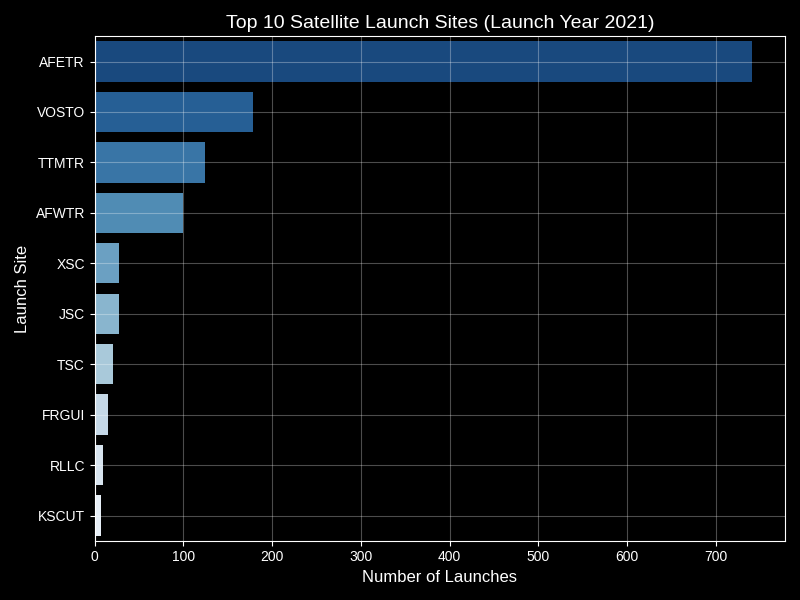 Top 10 Satellite Launch Sites (Launch Year 2021)
Launch Site
AFETR
VOSTO
TTMTR
AFWTR
XSC
JSC
TSC
FRGUI
RLLC
KSCUT
0 100 200 300 400 500 600 700
Number of Launches